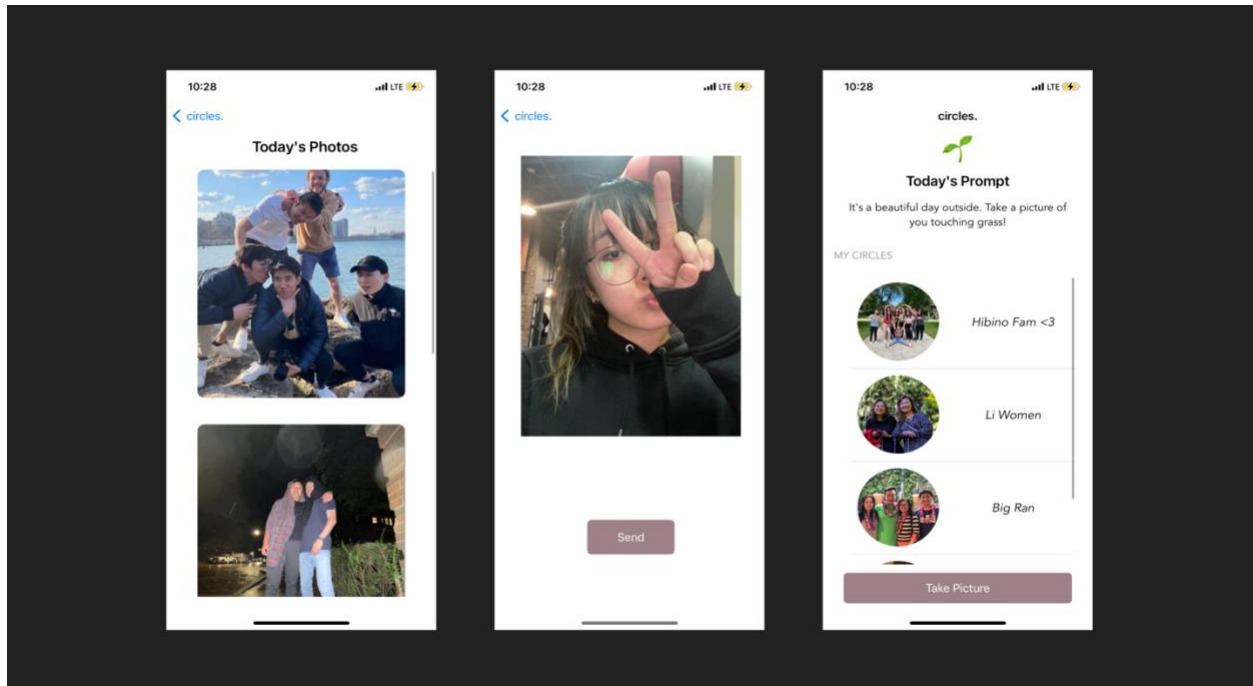 10:28
LTE
circles.
Today's Photos
10:28
LTE
circles.
Send
10:28
LTE
circles.
Today's Prompt
It's a beautiful day outside. Take a picture of
you touching grass!
MY CIRCLES
Hibino Fam <3
Li Women
Big Ran
Take Picture